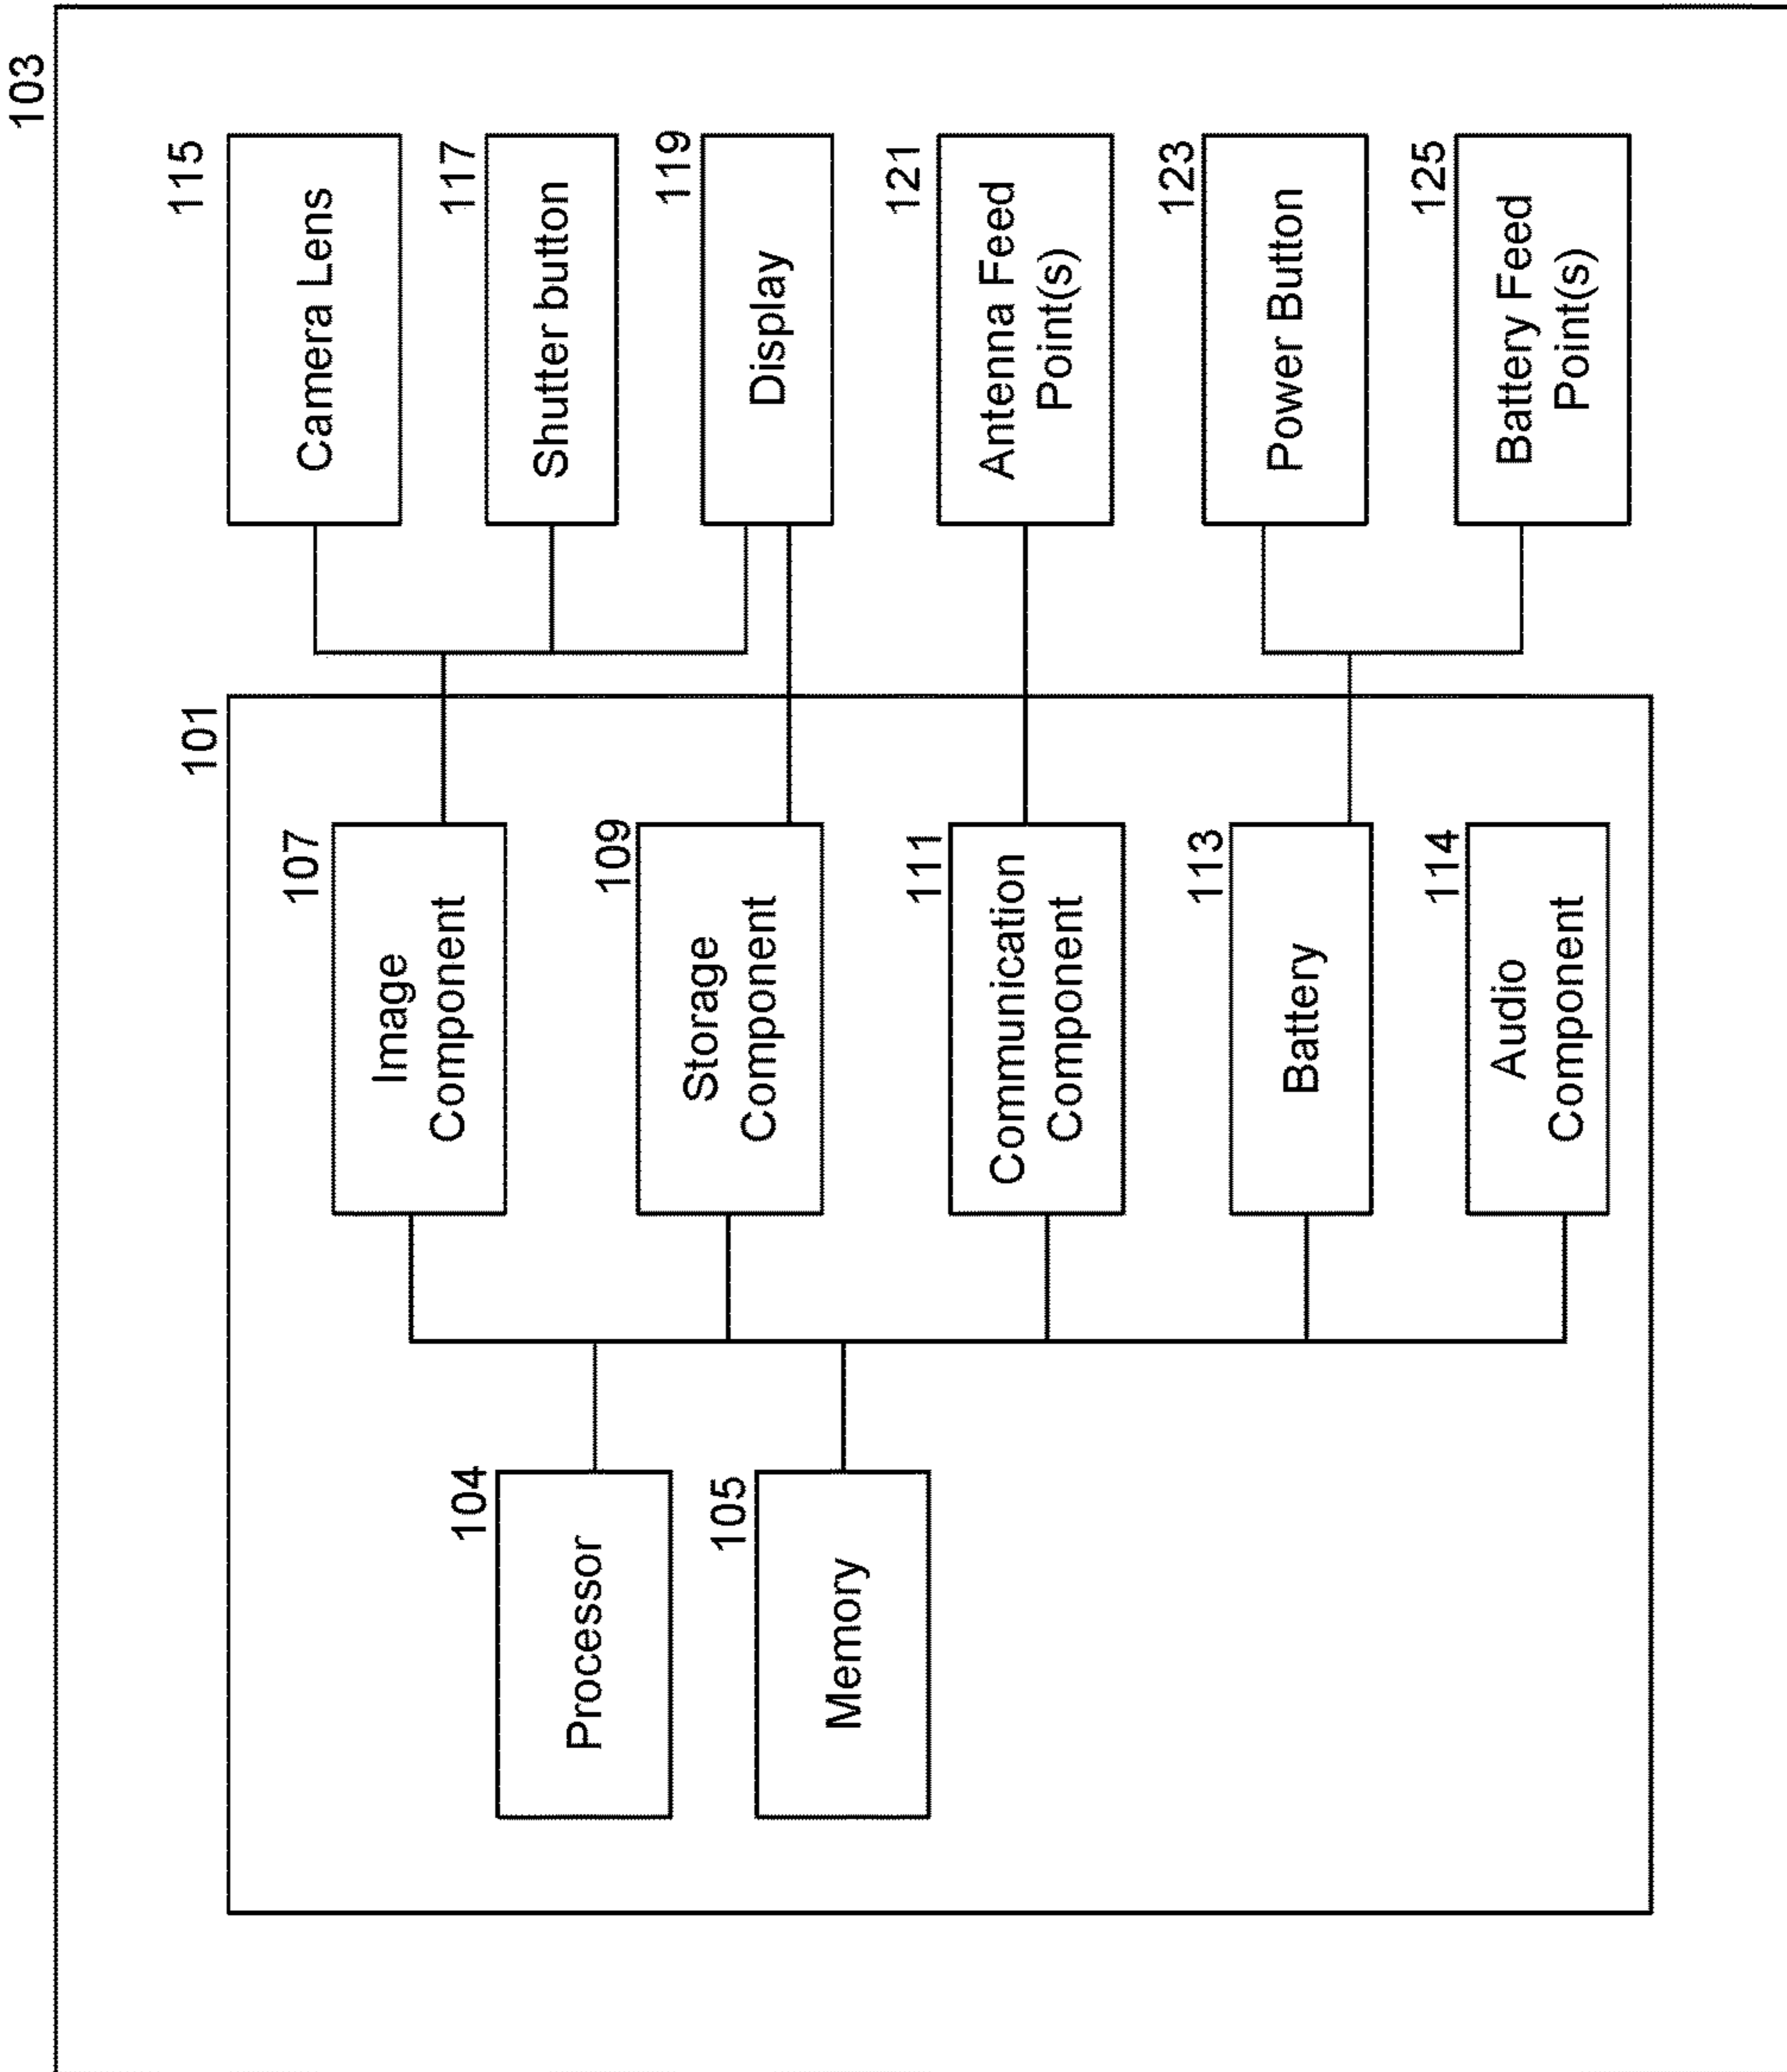 103
101
104
Processor
105
Memory
107
Image
Component
109
Storage
Component
111
Communication
Component
113
Battery
114
Audio
Component
115
Camera Lens
117
Shutter button
119
Display
121
Antenna Feed
Point(s)
123
Power Button
125
Battery Feed
Point(s)